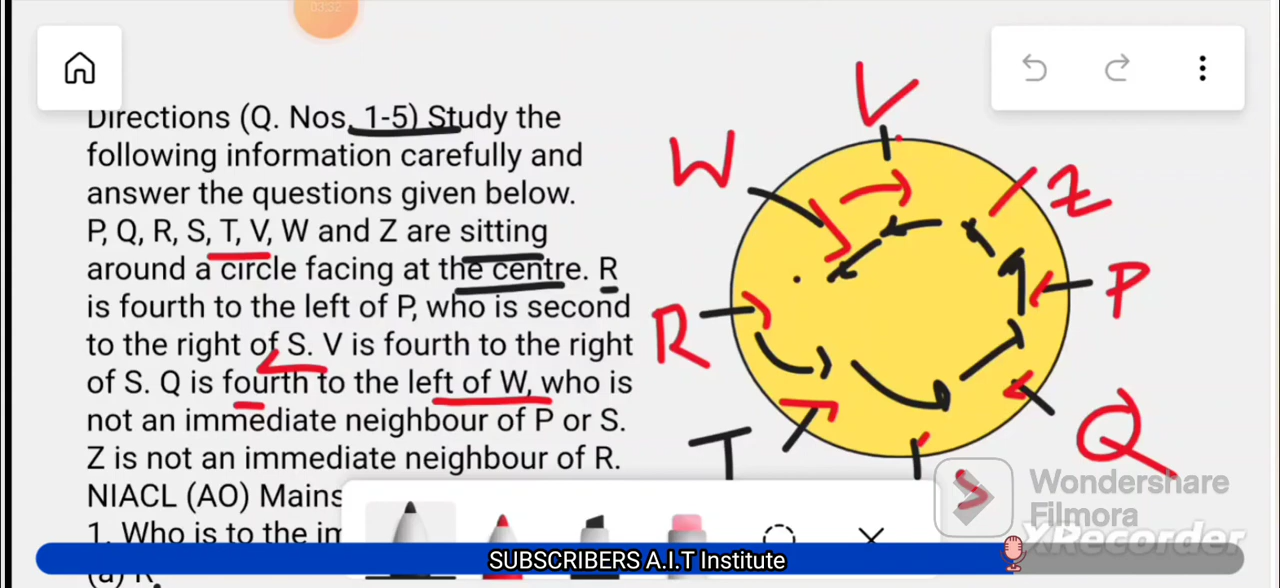 03:32
Directions (Q. Nos. 1-5) Study the
following information carefully and
answer the questions given below.
P, Q, R, S, T, V, W and Z are sitting
around a circle facing at the centre. R
is fourth to the left of P, who is second
to the right of S. V is fourth to the right
of S. Q is fourth to the left of W, who is
not an immediate neighbour of P or S.
Z is not an immediate neighbour of R.
NIACL (AO) Mains
1. Who is to the im
(a) R
V
W
Z
P
R
Q
T
S
Wondershare
Filmora
XRecorder
SUBSCRIBERS A.I.T Institute